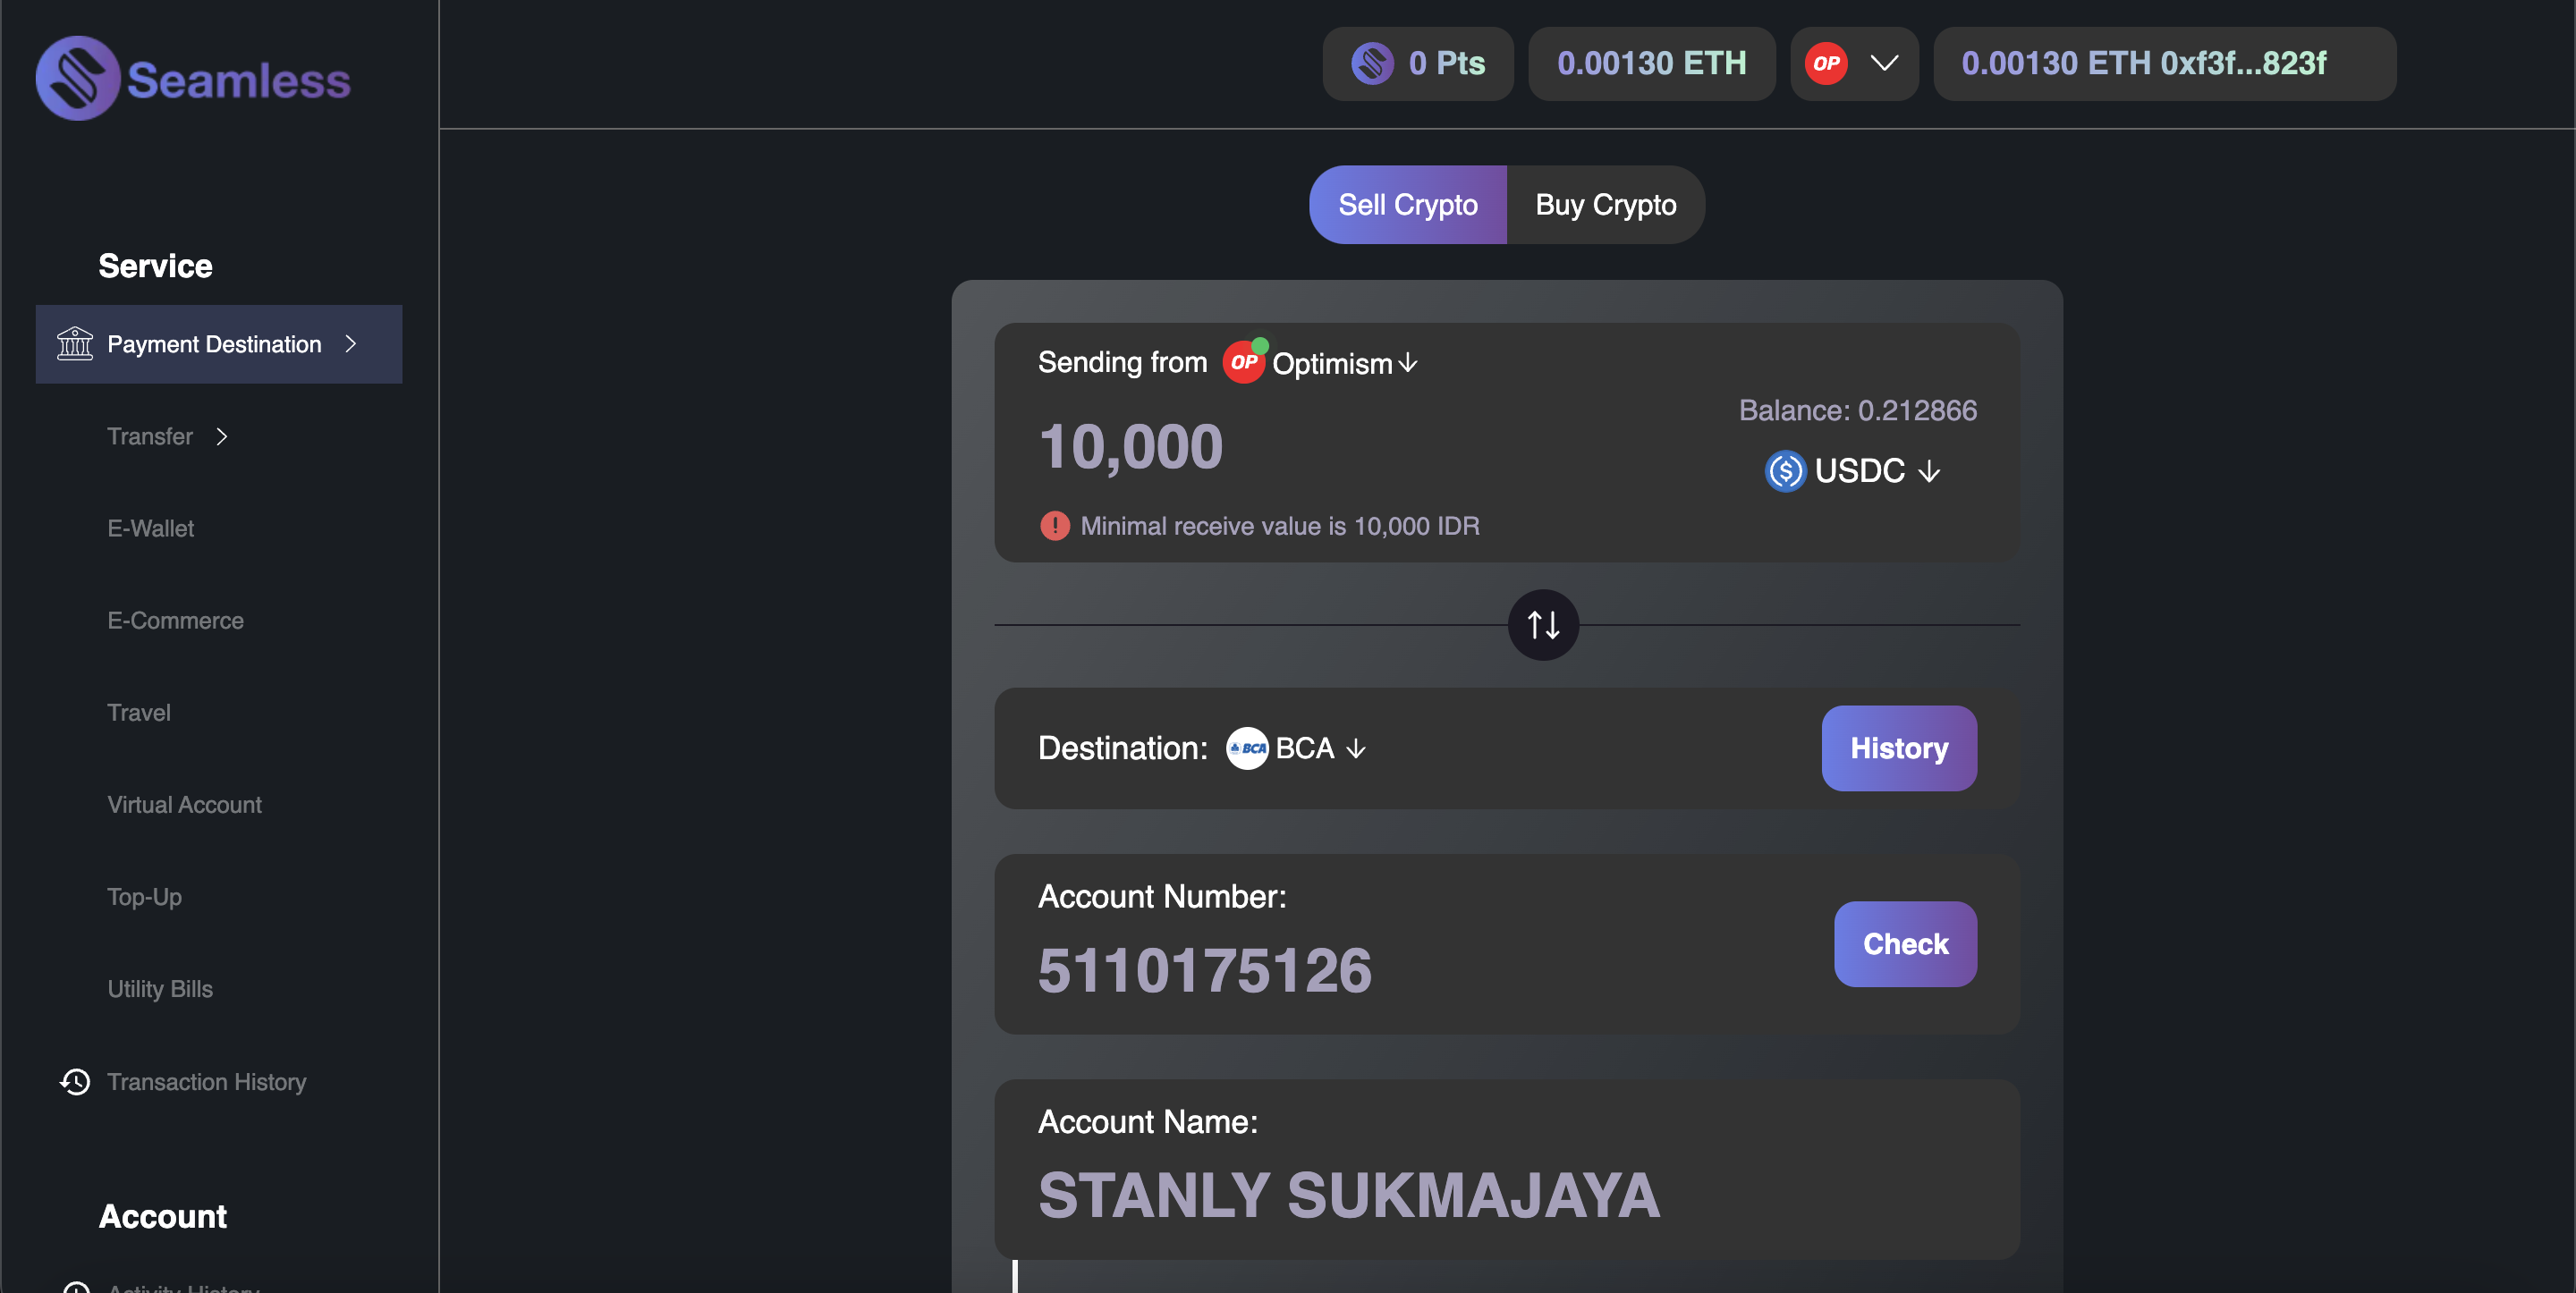 Seamless
0 Pts
0.00130 ETH
OP
0.00130 ETH 0xf3f...823f
Sell Crypto
Buy Crypto
Service
Payment Destination
Transfer
E-Wallet
E-Commerce
Travel
Virtual Account
Top-Up
Utility Bills
Transaction History
Account
Activity History
Sending from OP Optimism
10,000
Balance: 0.212866
USDC
Minimal receive value is 10,000 IDR
Destination: BCA BCA
History
Account Number:
5110175126
Check
Account Name:
STANLY SUKMAJAYA